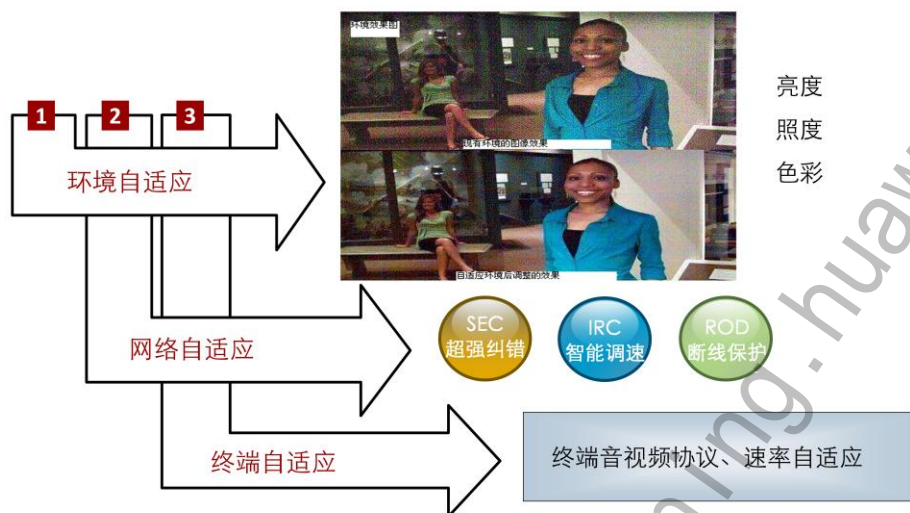 环境效果图
现有环境的图像效果
自适应环境后调整的效果
亮度
照度
色彩
1
2
3
环境自适应
网络自适应
SEC
超强纠错
IRC
智能调速
ROD
断线保护
终端自适应
终端音视频协议、速率自适应
ning.huaw